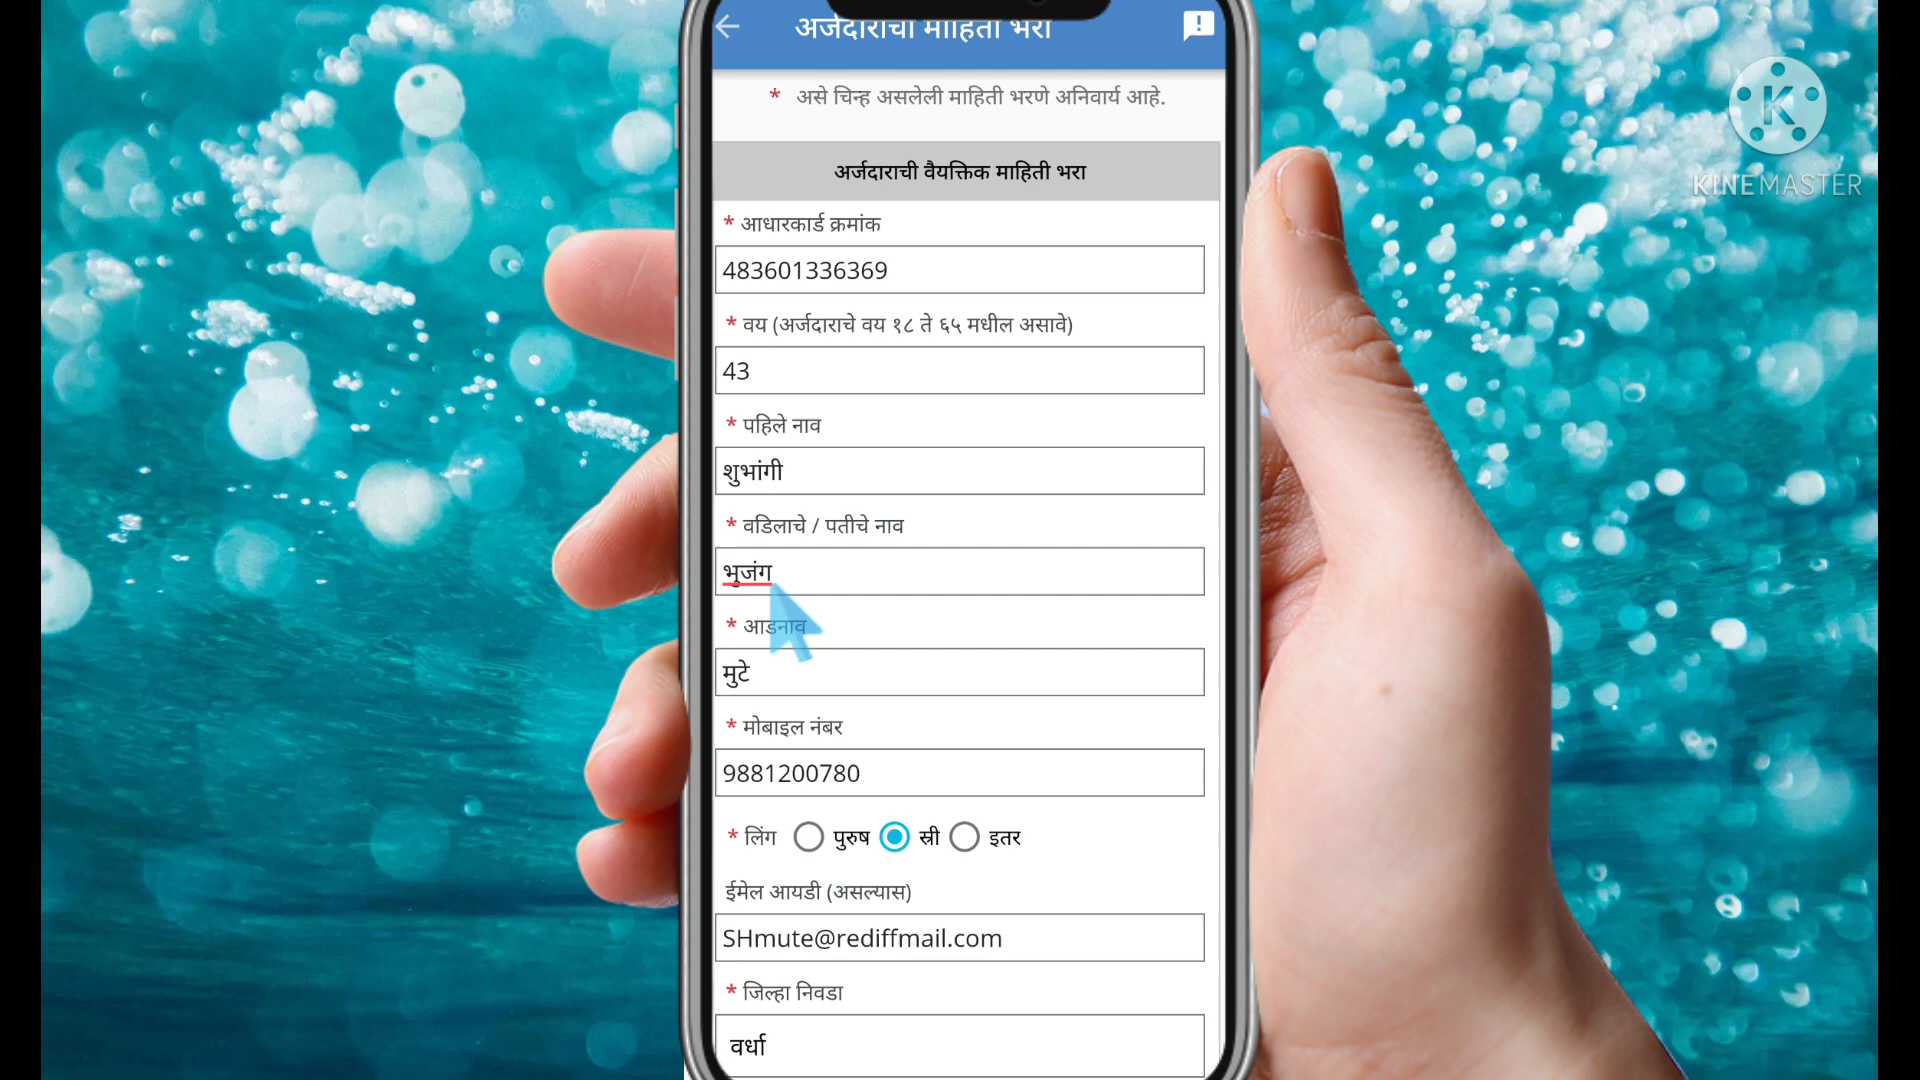 अर्जदाराची माहिती भरा
* असे चिन्ह असलेली माहिती भरणे अनिवार्य आहे.
अर्जदाराची वैयक्तिक माहिती भरा
* आधारकार्ड क्रमांक
483601336369
* वय (अर्जदाराचे वय १८ ते ६५ मधील असावे)
43
* पहिले नाव
शुभांगी
* वडिलाचे / पतीचे नाव
भुजंग
* आडनाव
मुटे
* मोबाइल नंबर
9881200780
* लिंग पुरुष स्री इतर
ईमेल आयडी (असल्यास)
SHmute@rediffmail.com
* जिल्हा निवडा
वर्धा
K
KINEMASTER